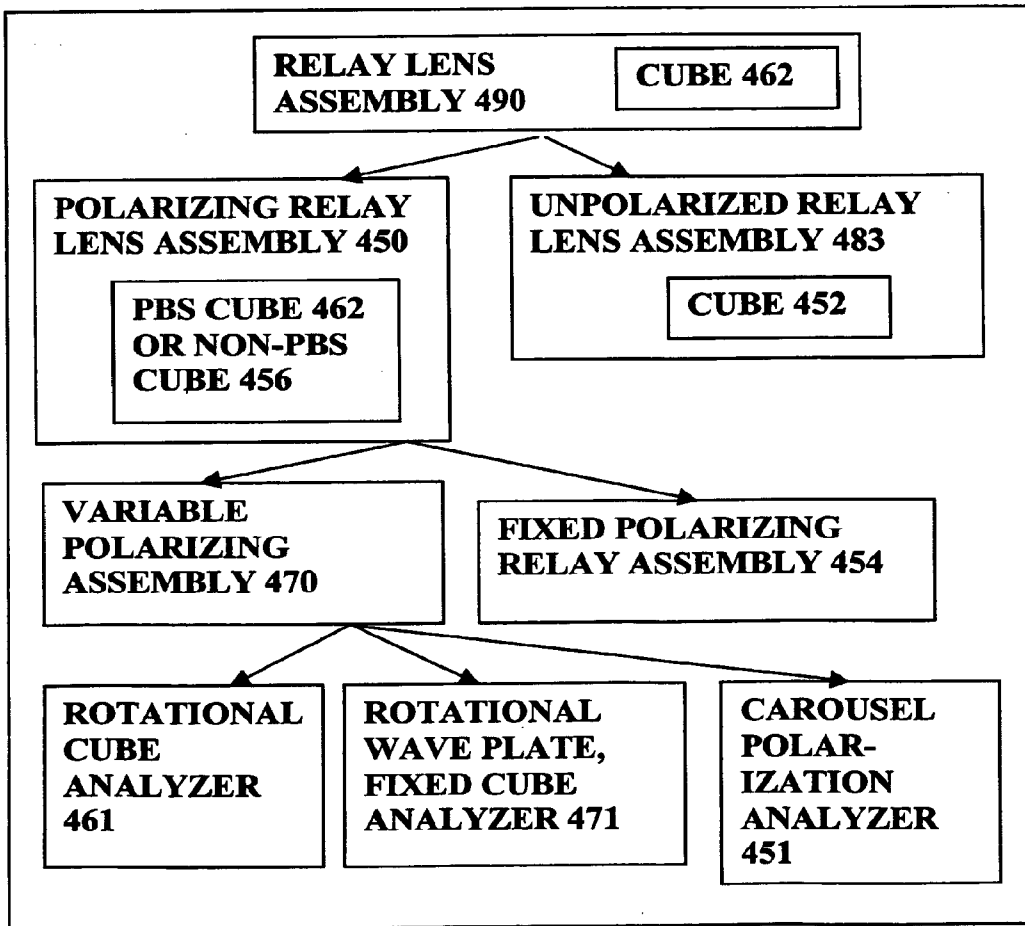 RELAY LENS
ASSEMBLY 490
CUBE 462
POLARIZING RELAY
LENS ASSEMBLY 450
PBS CUBE 462
OR NON-PBS
CUBE 456
UNPOLARIZED RELAY
LENS ASSEMBLY 483
CUBE 452
VARIABLE
POLARIZING
ASSEMBLY 470
FIXED POLARIZING
RELAY ASSEMBLY 454
ROTATIONAL
CUBE
ANALYZER
461
ROTATIONAL
WAVE PLATE,
FIXED CUBE
ANALYZER 471
CAROUSEL
POLAR-
IZATION
ANALYZER
451